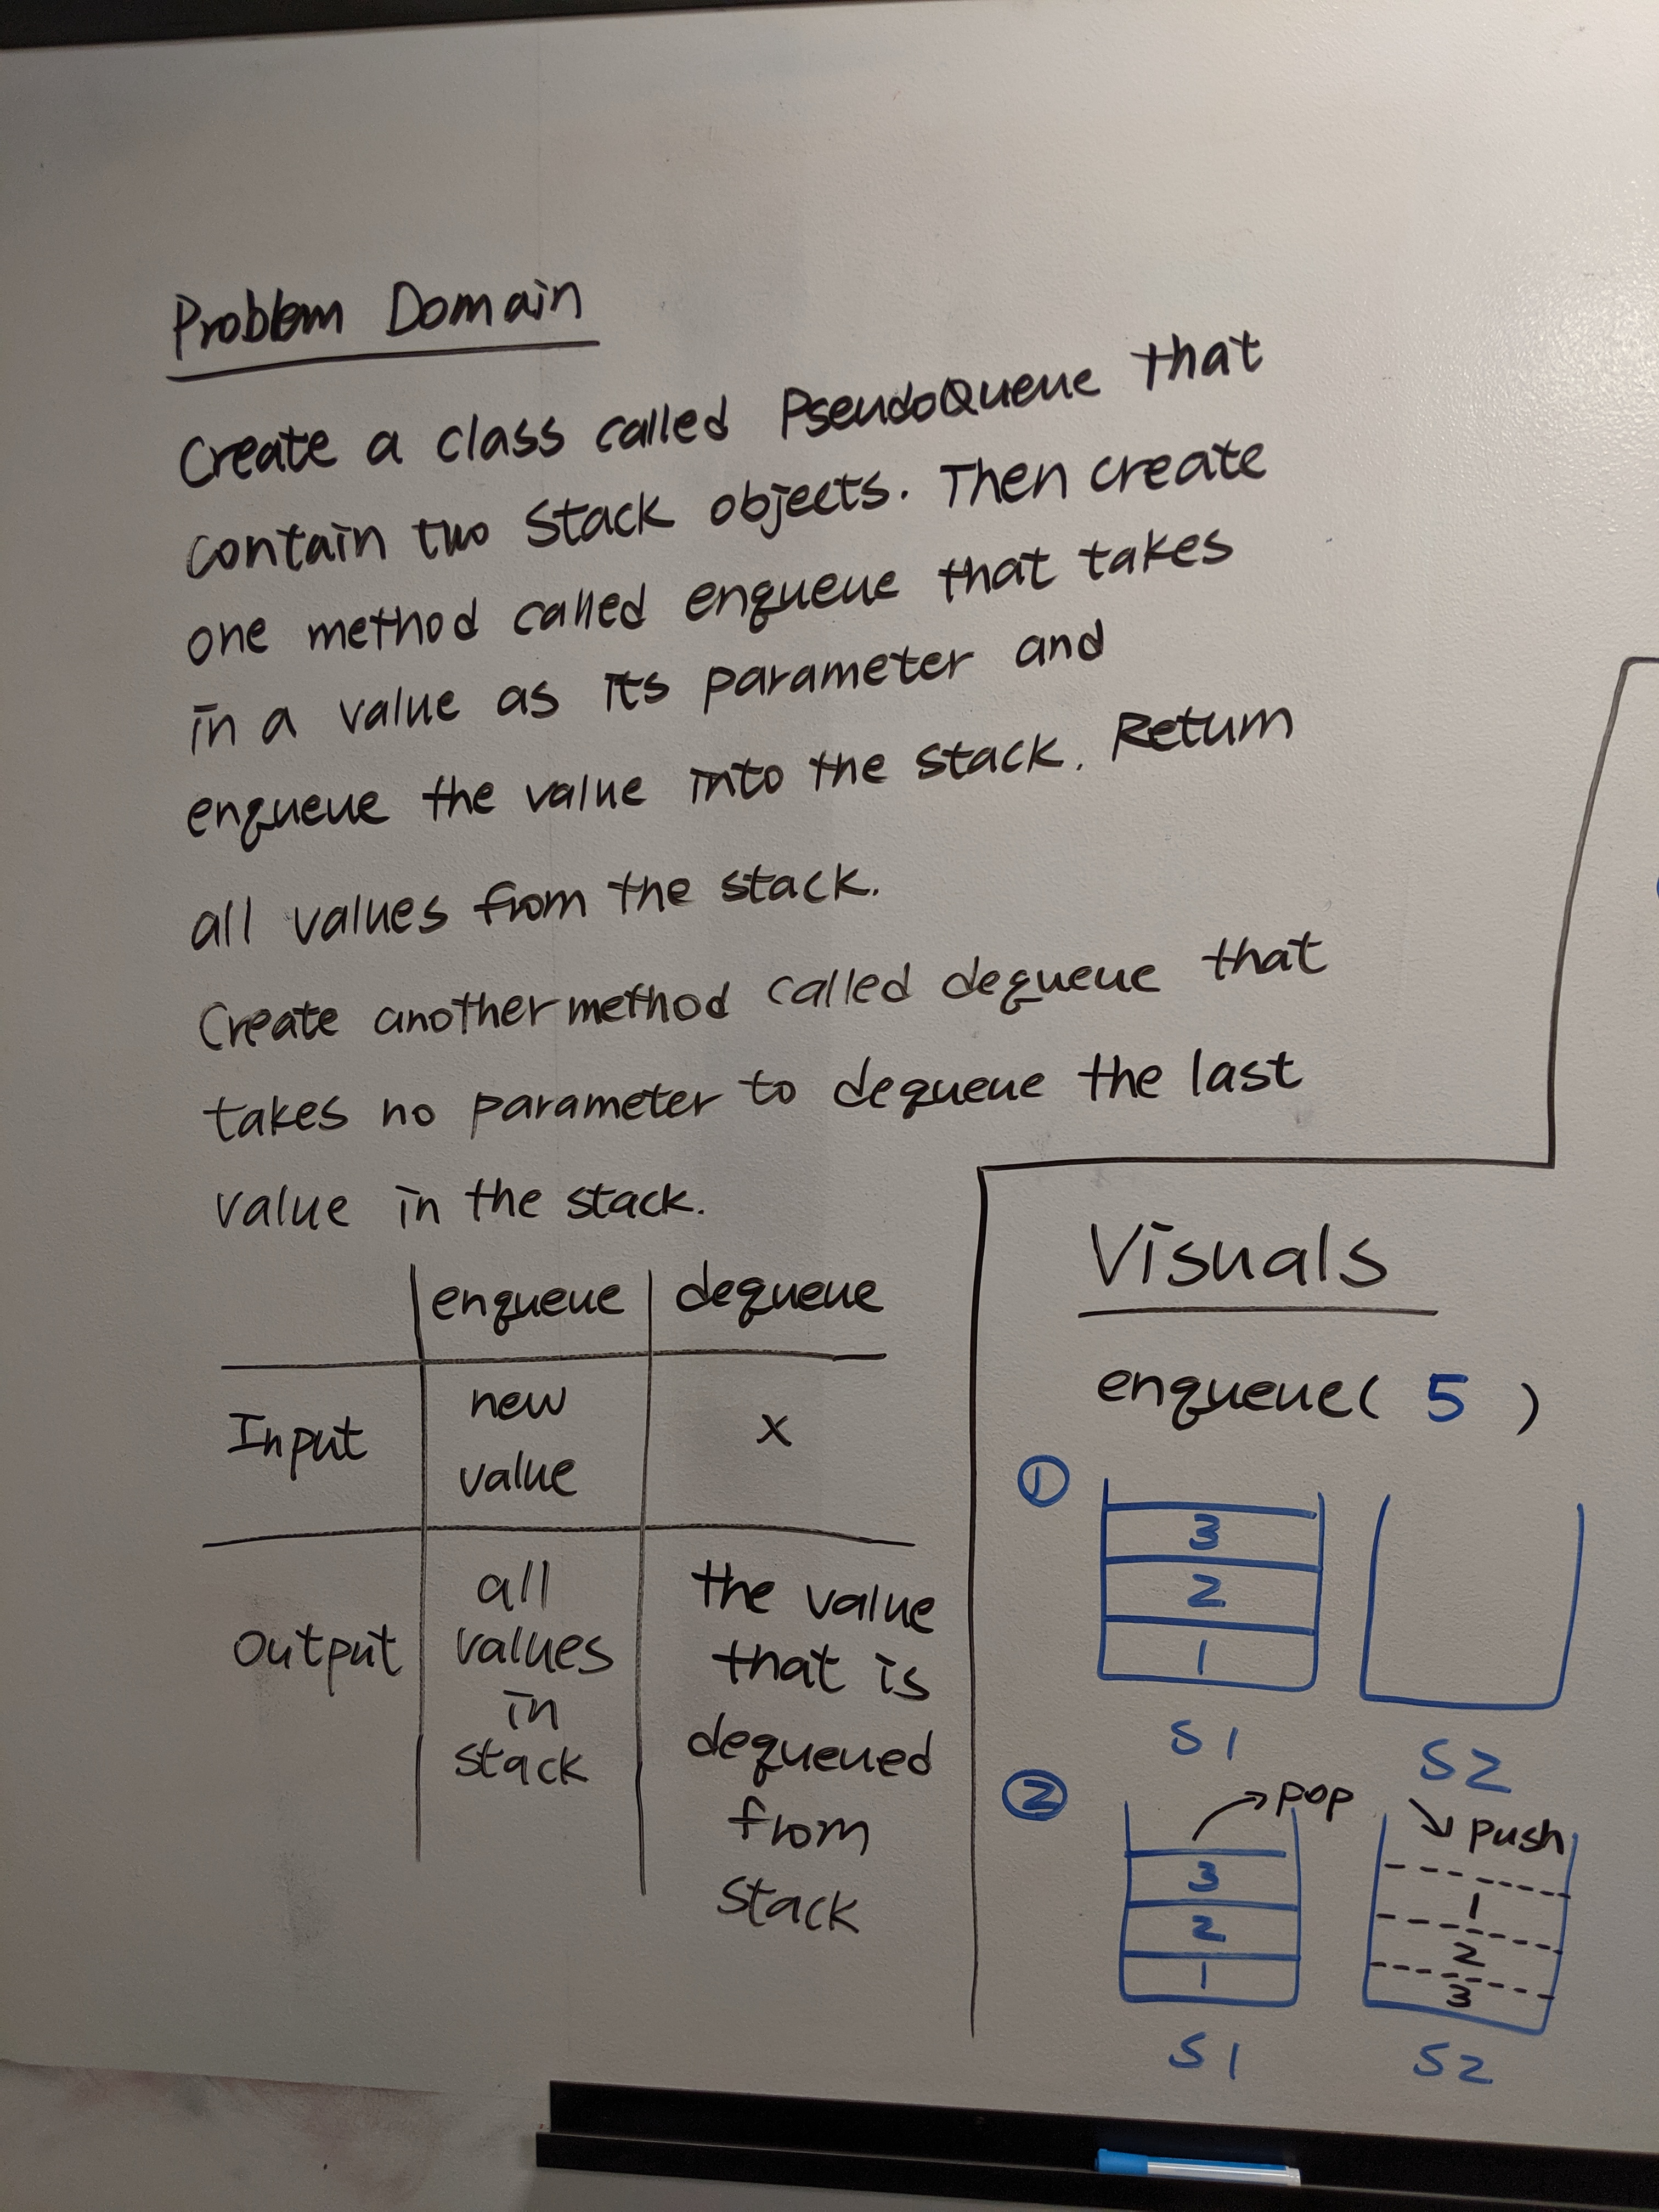 Problem Domain
Create a class called PseudoQueue that
contain two Stack objects. Then create
one method called enqueue that takes
in a value as its parameter and
enqueue the value into the stack. Return
all values from the stack.
Create another method called dequeue that
takes no parameter to dequeue the last
value in the stack.
enqueue dequeue
Input
new
value
x
Output
all
values
in
stack
the value
that is
dequeued
from
stack
Visuals
enqueue( 5 )
1
3
2
1
S1
S2
2
pop
push
3
2
1
1
2
3
S1
S2